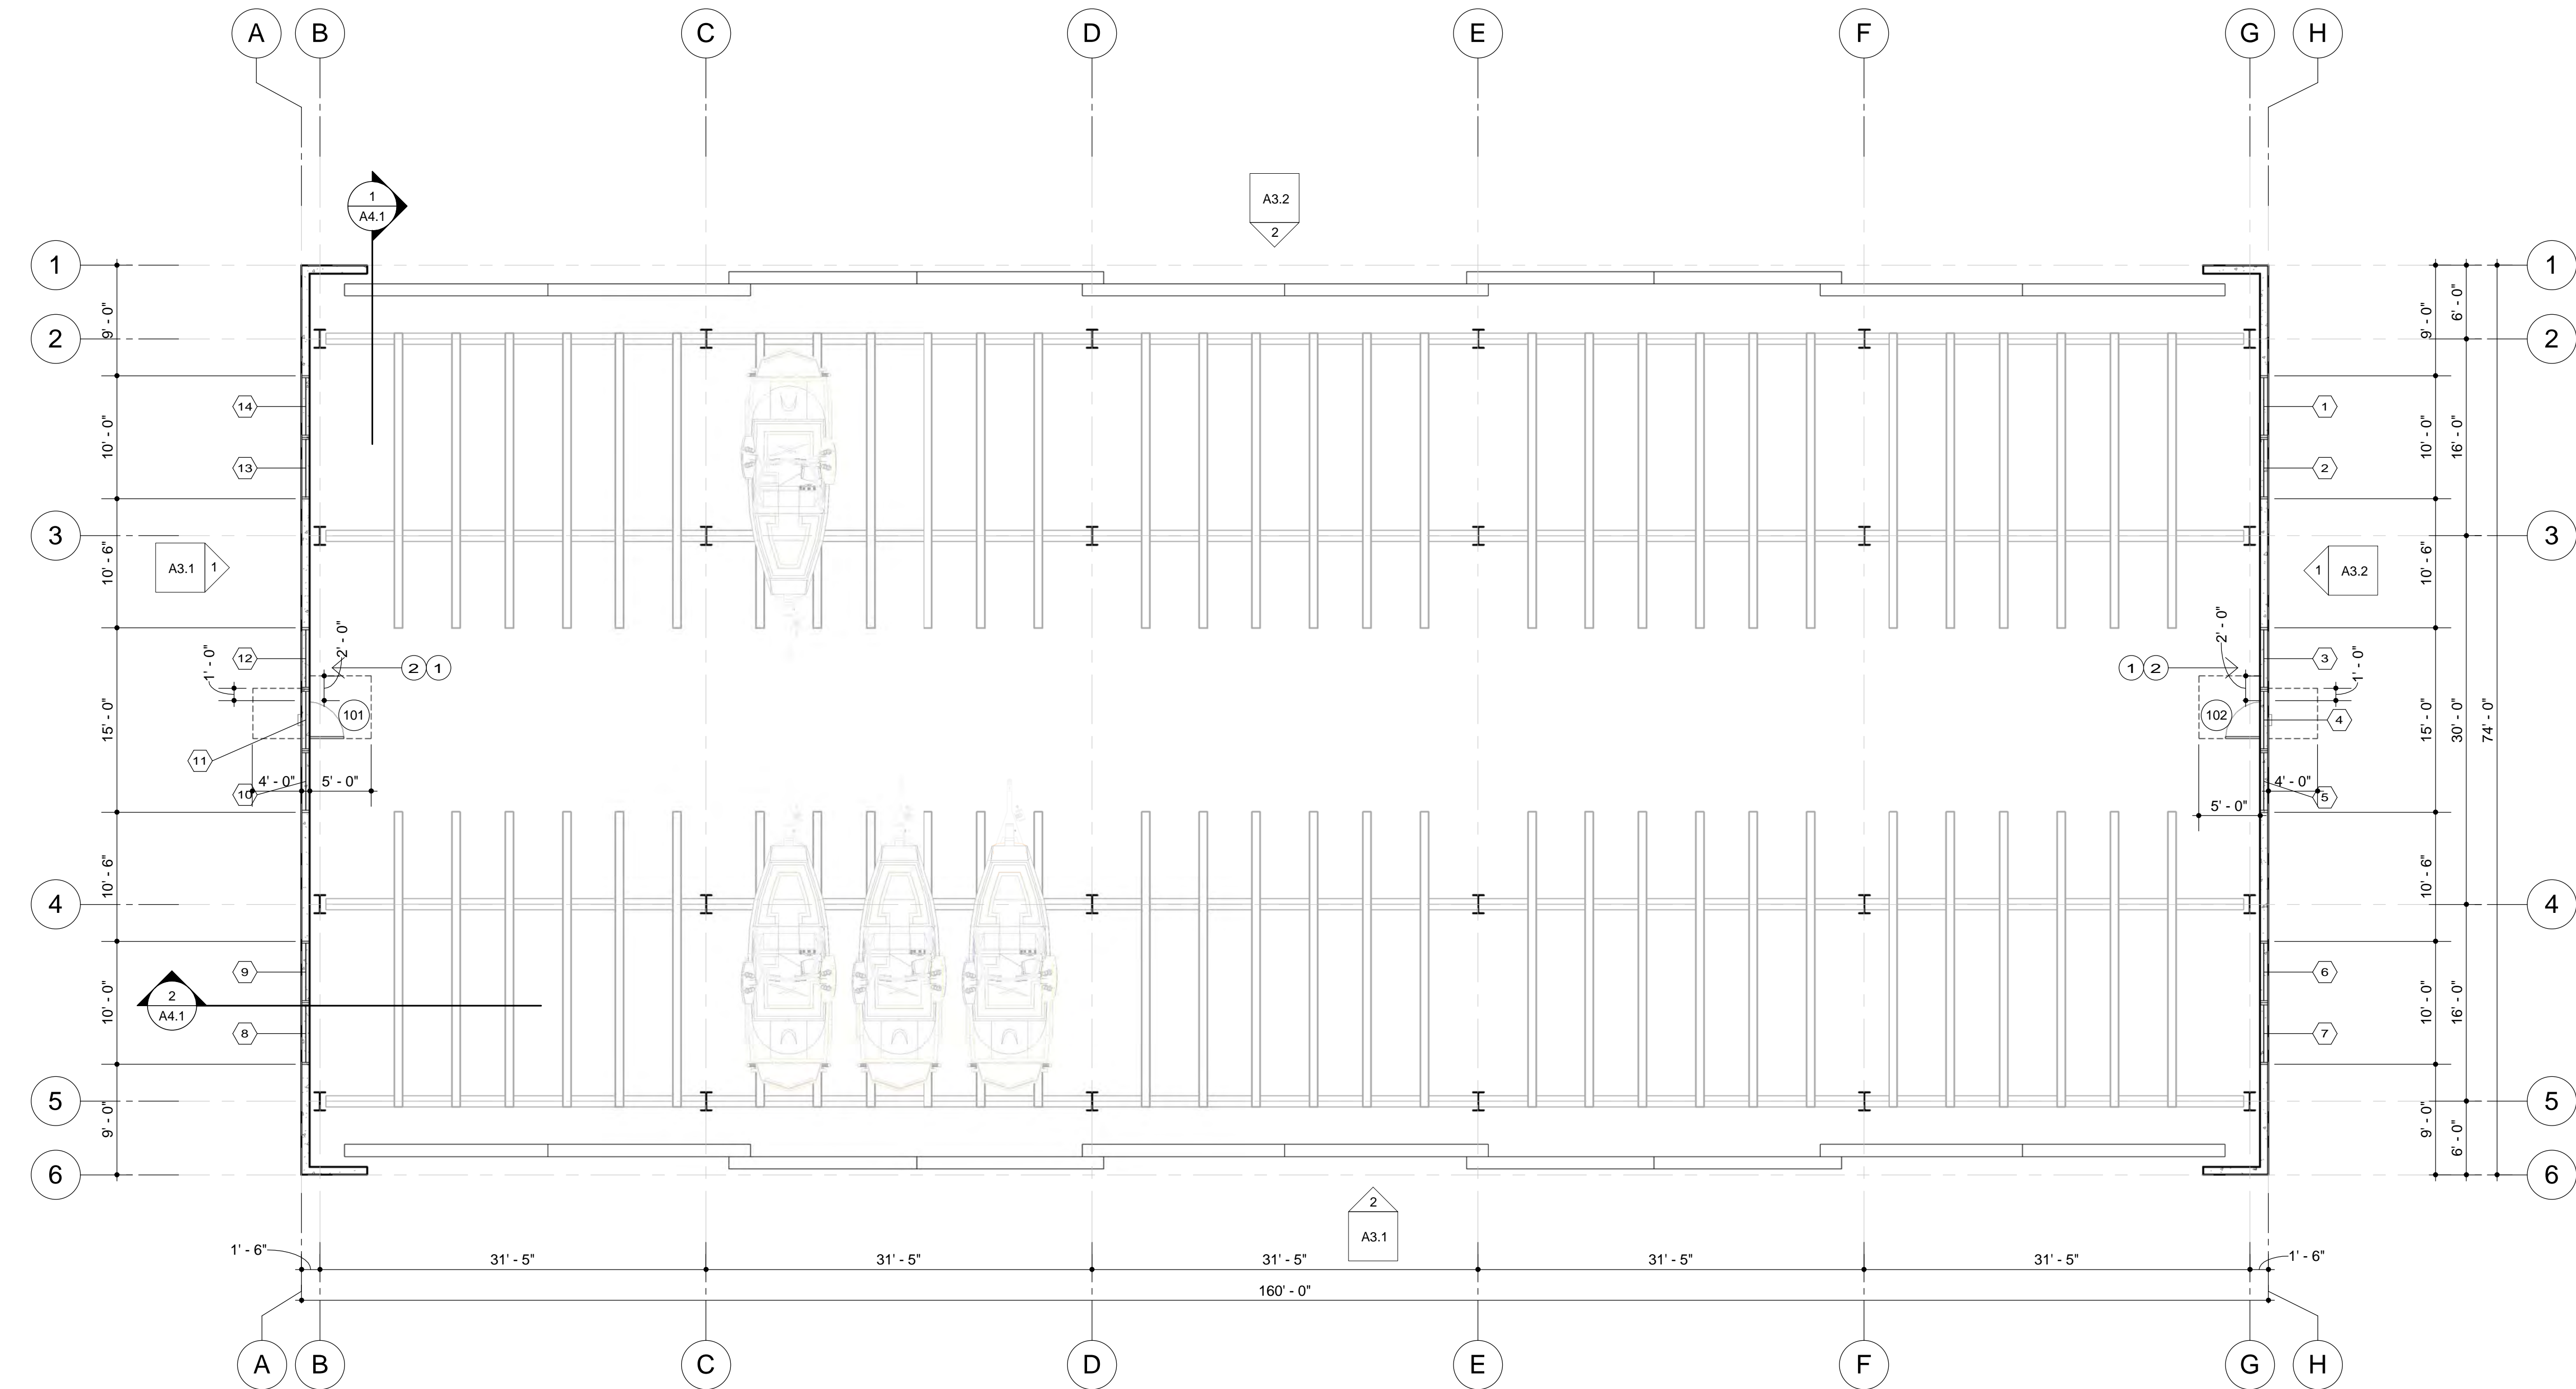 A B C D E F G H
1
A4.1
A3.2
2
1 1
9' - 0" 9' - 0" 6' - 0"
2 2
14 1
10' - 0" 10' - 0" 16' - 0"
13 2
3 3
10' - 6" 10' - 6"
A3.1 1
1 A3.2
12 2' - 0" 2 1
1 2 2' - 0" 3
1' - 0" 1' - 0"
101 102
4
15' - 0" 15' - 0" 30' - 0" 74' - 0"
11
10 4' - 0" 5' - 0"
4' - 0" 5
5' - 0"
10' - 6" 10' - 6"
4 4
9 6
2
A4.1
10' - 0" 10' - 0" 16' - 0"
8 7
5 5
9' - 0" 9' - 0" 6' - 0"
6 6
2
A3.1
1' - 6" 31' - 5" 31' - 5" 31' - 5" 31' - 5" 31' - 5" 1' - 6"
160' - 0"
A B C D E F G H